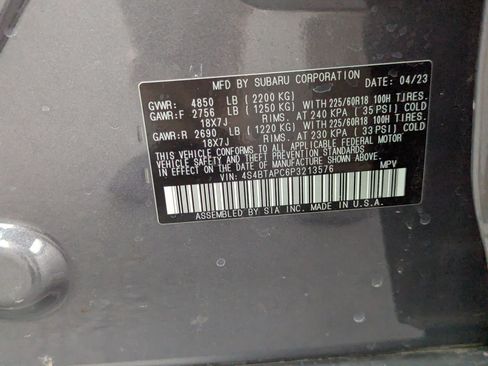 MFD BY SUBARU CORPORATION DATE: 04/23
GVWR: 4850 LB (2200 KG)
GAWR:F 2756 LB (1250 KG) WITH 225/60R18 100H TIRES.
18X7J RIMS. AT 240 KPA (35 PSI) COLD
GAWR:R 2690 LB (1220 KG) WITH 225/60R18 100H TIRES.
18X7J RIMS. AT 230 KPA (33 PSI) COLD
THIS VEHICLE CONFORMS TO ALL APPLICABLE FEDERAL MOTOR
VEHICLE SAFETY AND THEFT PREVENTION STANDARDS
IN EFFECT ON THE DATE OF MANUFACTURE SHOWN ABOVE.
VIN: 4S4BTAPC6P3213576 MPV
ASSEMBLED BY SIA INC. MADE IN U.S.A.